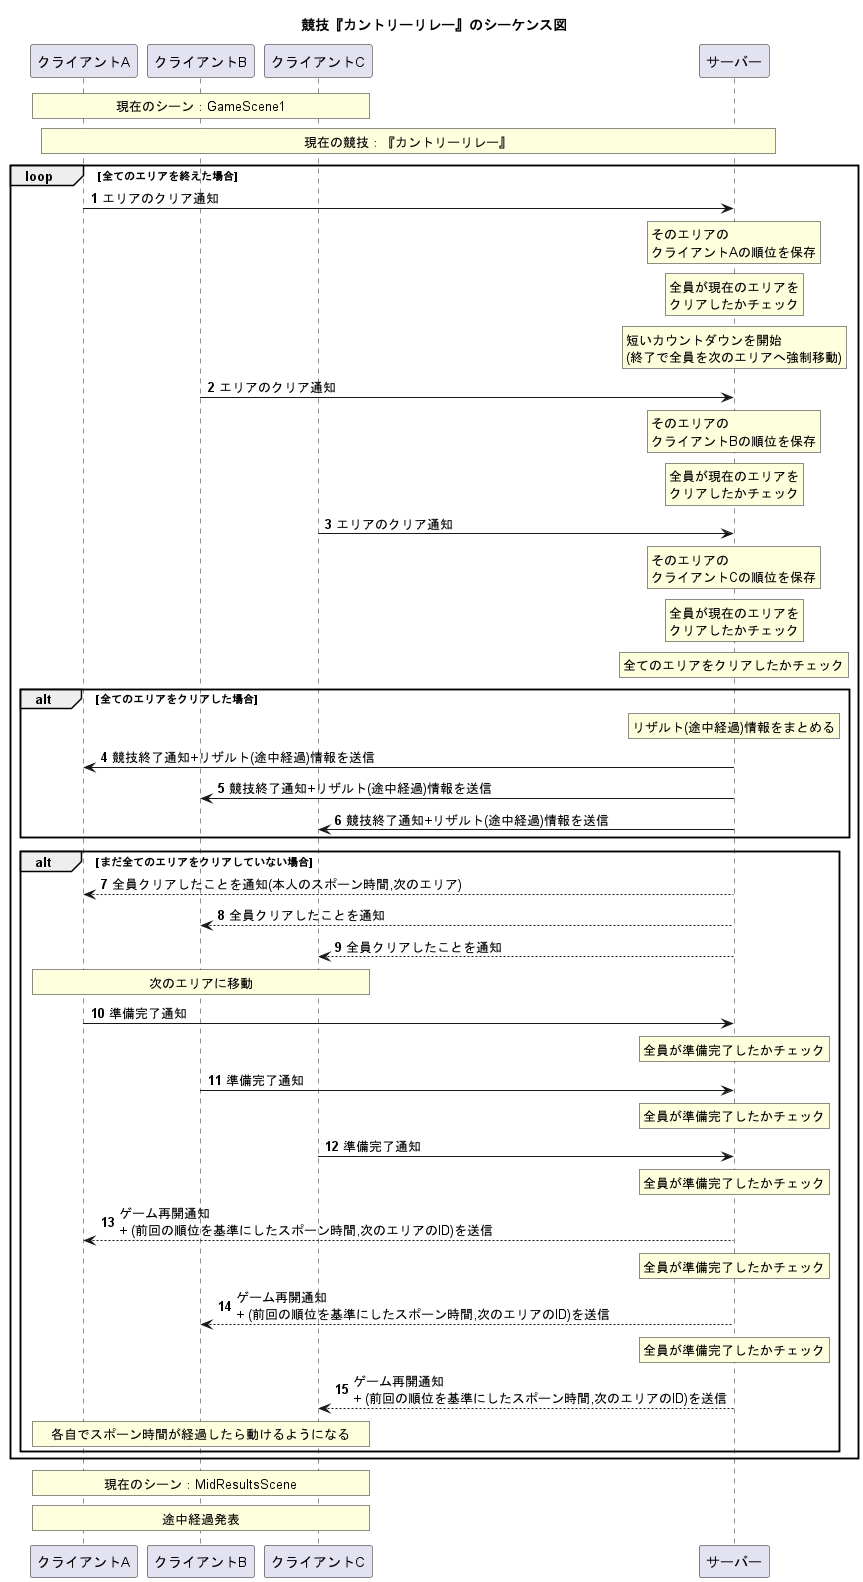 競技『カントリーリレー』のシーケンス図
クライアントA クライアントB クライアントC サーバー
現在のシーン : GameScene1
現在の競技 : 『カントリーリレー』
loop [全てのエリアを終えた場合]
1 エリアのクリア通知
そのエリアの
クライアントAの順位を保存
全員が現在のエリアを
クリアしたかチェック
短いカウントダウンを開始
(終了で全員を次のエリアへ強制移動)
2 エリアのクリア通知
そのエリアの
クライアントBの順位を保存
全員が現在のエリアを
クリアしたかチェック
3 エリアのクリア通知
そのエリアの
クライアントCの順位を保存
全員が現在のエリアを
クリアしたかチェック
全てのエリアをクリアしたかチェック
alt [全てのエリアをクリアした場合]
リザルト(途中経過)情報をまとめる
4 競技終了通知+リザルト(途中経過)情報を送信
5 競技終了通知+リザルト(途中経過)情報を送信
6 競技終了通知+リザルト(途中経過)情報を送信
alt [まだ全てのエリアをクリアしていない場合]
7 全員クリアしたことを通知(本人のスポーン時間,次のエリア)
8 全員クリアしたことを通知
9 全員クリアしたことを通知
次のエリアに移動
10 準備完了通知
全員が準備完了したかチェック
11 準備完了通知
全員が準備完了したかチェック
12 準備完了通知
全員が準備完了したかチェック
13 ゲーム再開通知
+ (前回の順位を基準にしたスポーン時間,次のエリアのID)を送信
全員が準備完了したかチェック
14 ゲーム再開通知
+ (前回の順位を基準にしたスポーン時間,次のエリアのID)を送信
全員が準備完了したかチェック
15 ゲーム再開通知
+ (前回の順位を基準にしたスポーン時間,次のエリアのID)を送信
各自でスポーン時間が経過したら動けるようになる
現在のシーン : MidResultsScene
途中経過発表
クライアントA クライアントB クライアントC サーバー